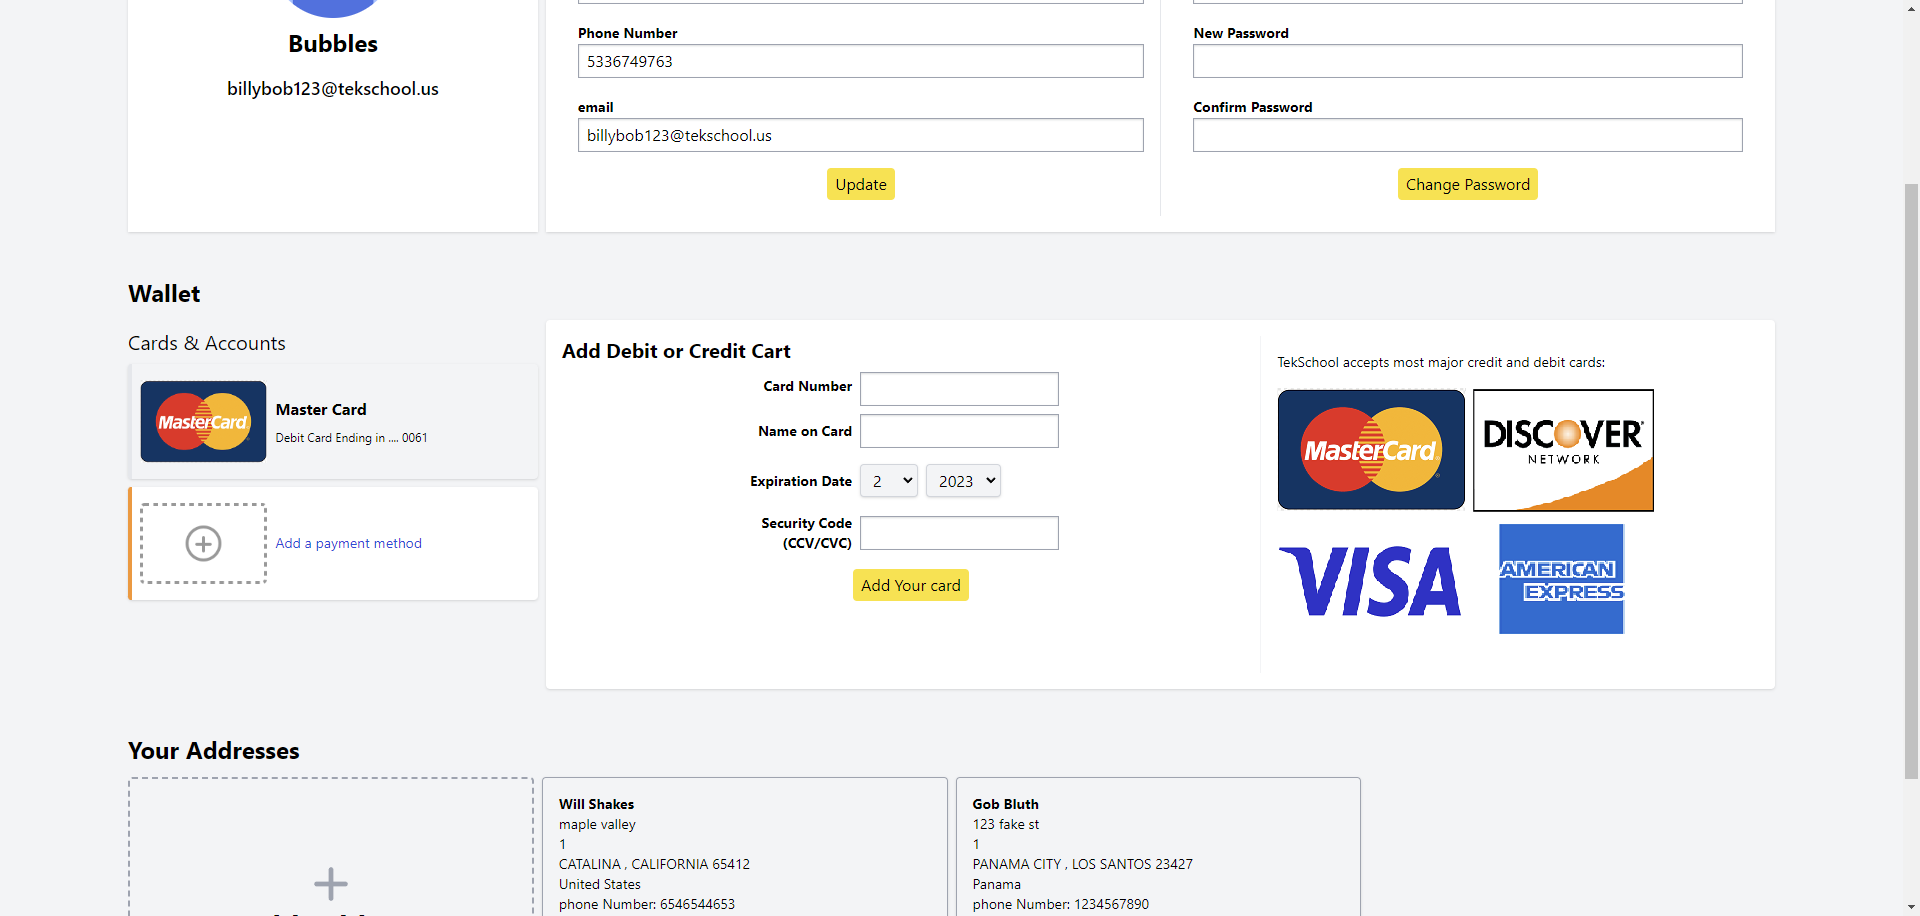 Bubbles
billybob123@tekschool.us
Phone Number
5336749763
email
billybob123@tekschool.us
Update
New Password
Confirm Password
Change Password
Wallet
Cards & Accounts
MasterCard
Master Card
Debit Card Ending in .... 0061
Add a payment method
Add Debit or Credit Cart
Card Number
Name on Card
Expiration Date
2
2023
Security Code
(CCV/CVC)
Add Your card
TekSchool accepts most major credit and debit cards:
MasterCard
DISCOVER
NETWORK
VISA
AMERICAN
EXPRESS
Your Addresses
Will Shakes
maple valley
1
CATALINA , CALIFORNIA 65412
United States
phone Number: 6546544653
Gob Bluth
123 fake st
1
PANAMA CITY , LOS SANTOS 23427
Panama
phone Number: 1234567890